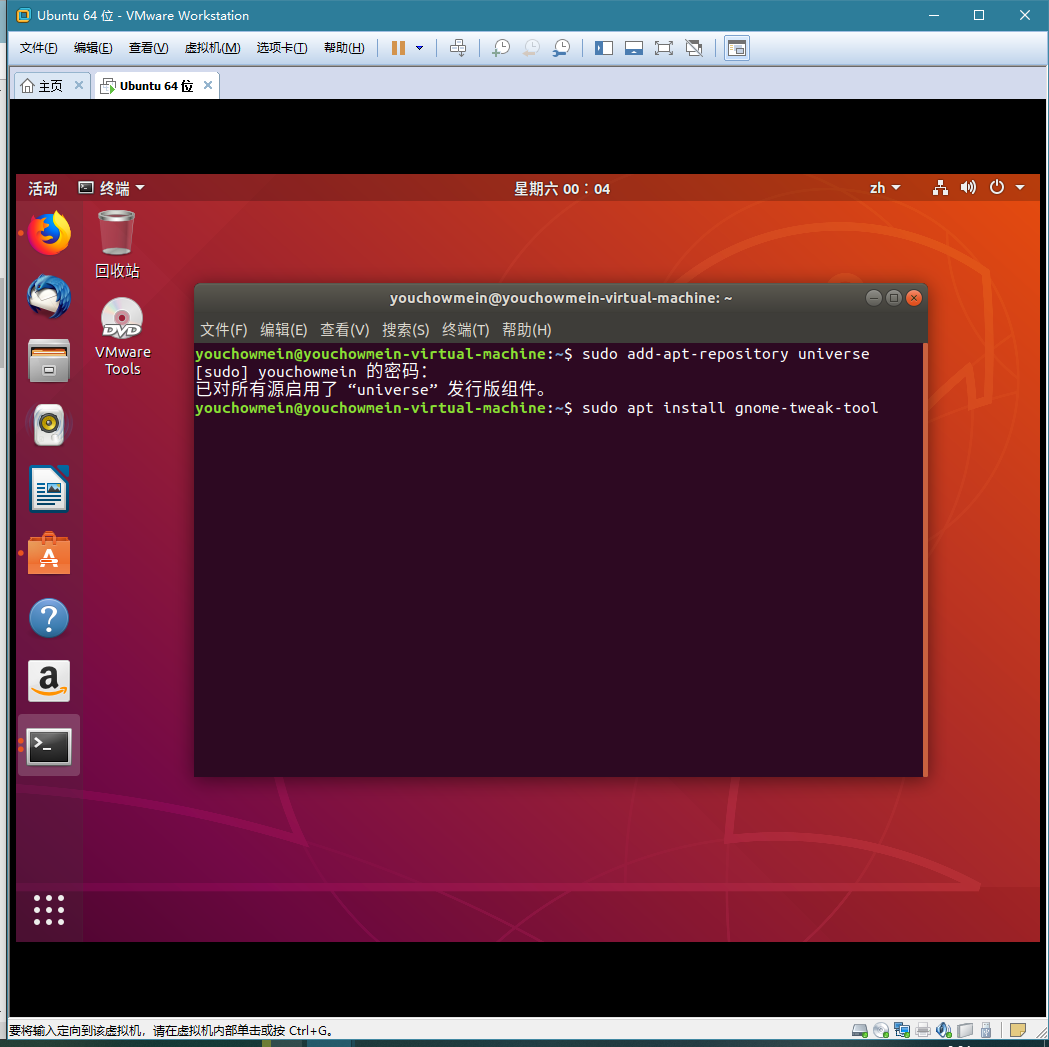 Ubuntu 64 位 - VMware Workstation
文件(F) 编辑(E) 查看(V) 虚拟机(M) 选项卡(T) 帮助(H)
主页 Ubuntu 64 位
活动 终端 星期六 00：04 zh
回收站
DVD
VMware
Tools
youchowmein@youchowmein-virtual-machine: ~
文件(F) 编辑(E) 查看(V) 搜索(S) 终端(T) 帮助(H)
youchowmein@youchowmein-virtual-machine:~$ sudo add-apt-repository universe
[sudo] youchowmein 的密码：
已对所有源启用了 “universe” 发行版组件。
youchowmein@youchowmein-virtual-machine:~$ sudo apt install gnome-tweak-tool
要将输入定向到该虚拟机，请在虚拟机内部单击或按 Ctrl+G。